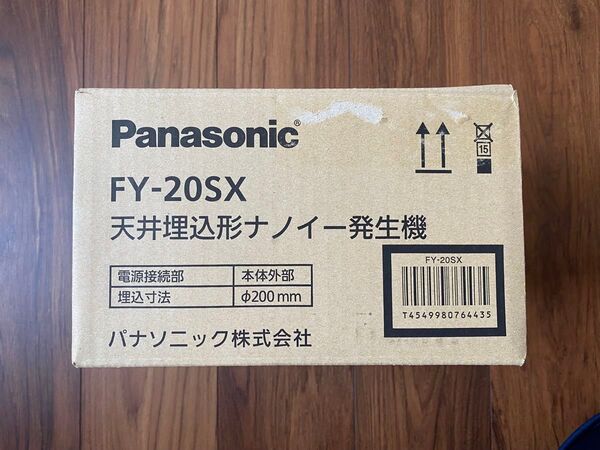 Panasonic®
FY-20SX
天井埋込形ナノイー発生機
電源接続部 本体外部
埋込寸法 φ200mm
パナソニック株式会社
15
FY-20SX
T4549980764435